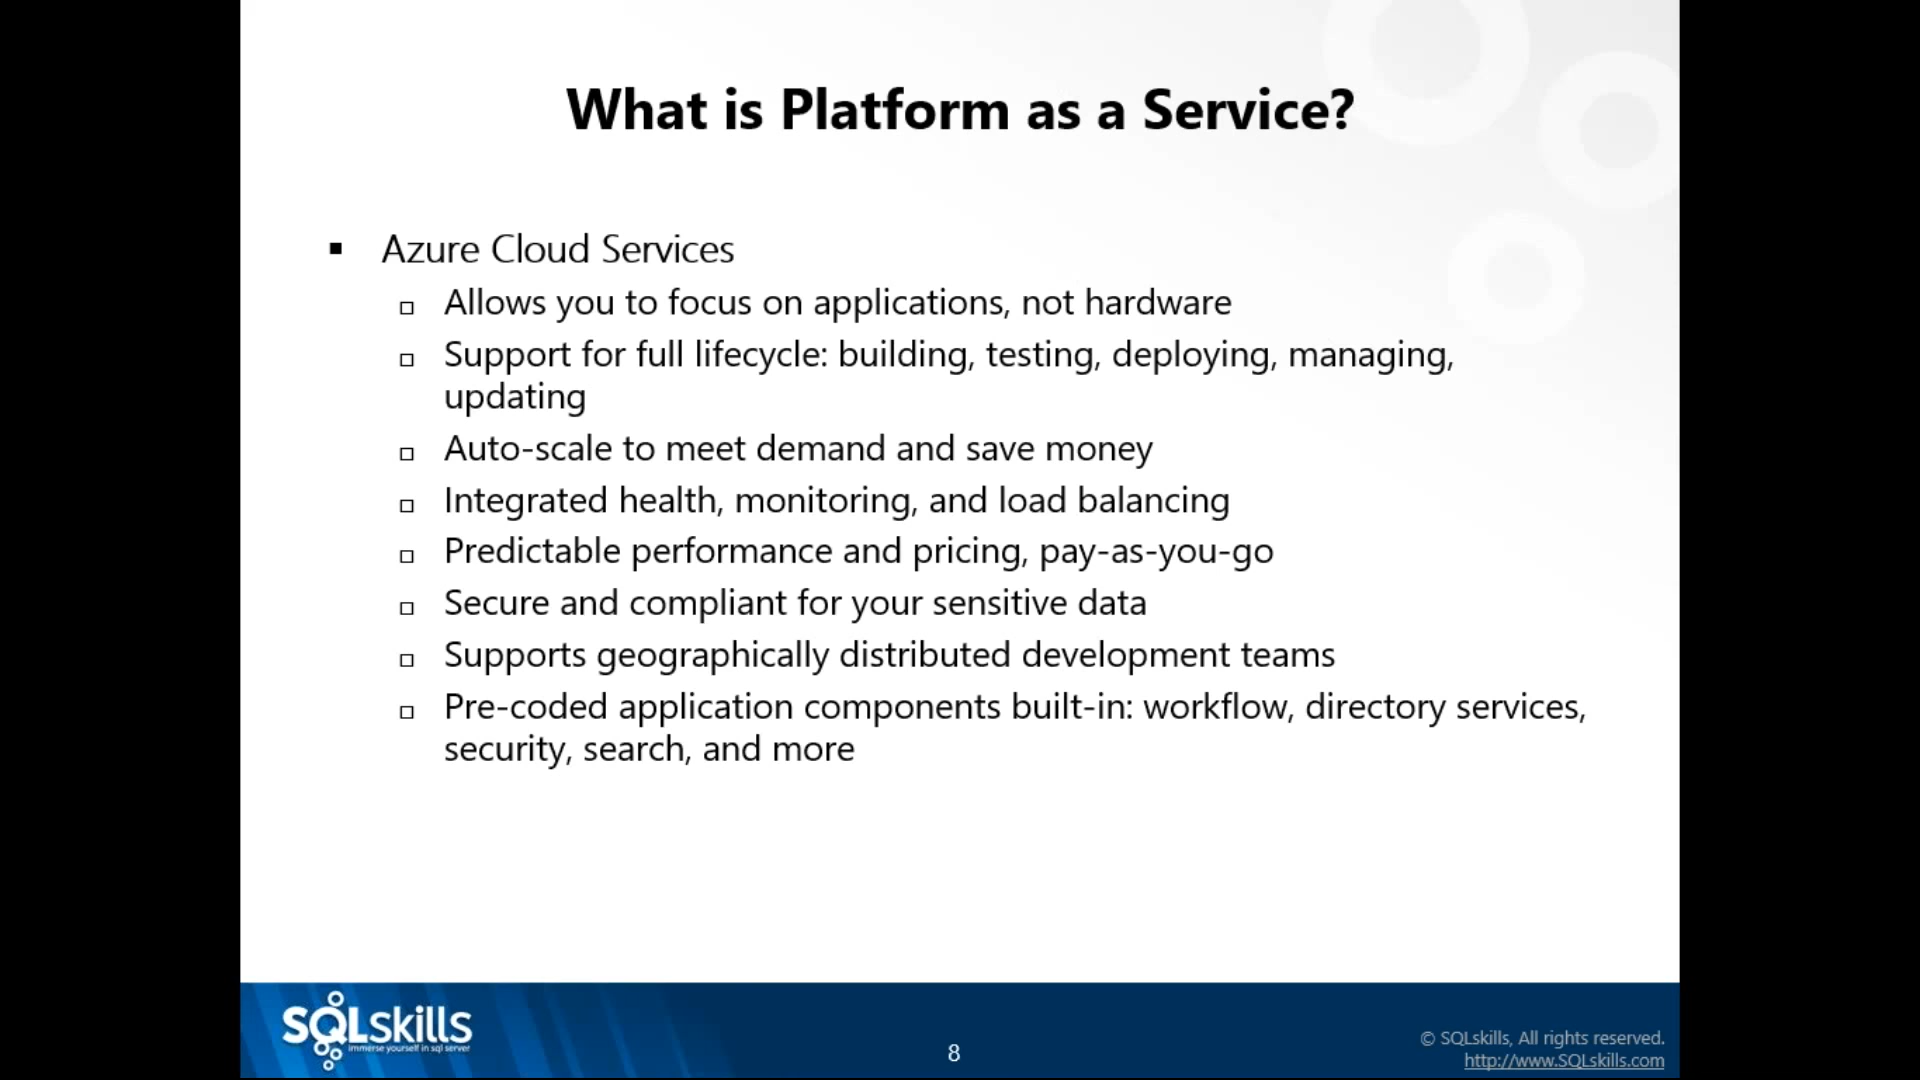 What is Platform as a Service?
▪ Azure Cloud Services
▫ Allows you to focus on applications, not hardware
▫ Support for full lifecycle: building, testing, deploying, managing,
updating
▫ Auto-scale to meet demand and save money
▫ Integrated health, monitoring, and load balancing
▫ Predictable performance and pricing, pay-as-you-go
▫ Secure and compliant for your sensitive data
▫ Supports geographically distributed development teams
▫ Pre-coded application components built-in: workflow, directory services,
security, search, and more
SQLskills
immerse yourself in sql server
8
© SQLskills, All rights reserved.
http://www.SQLskills.com